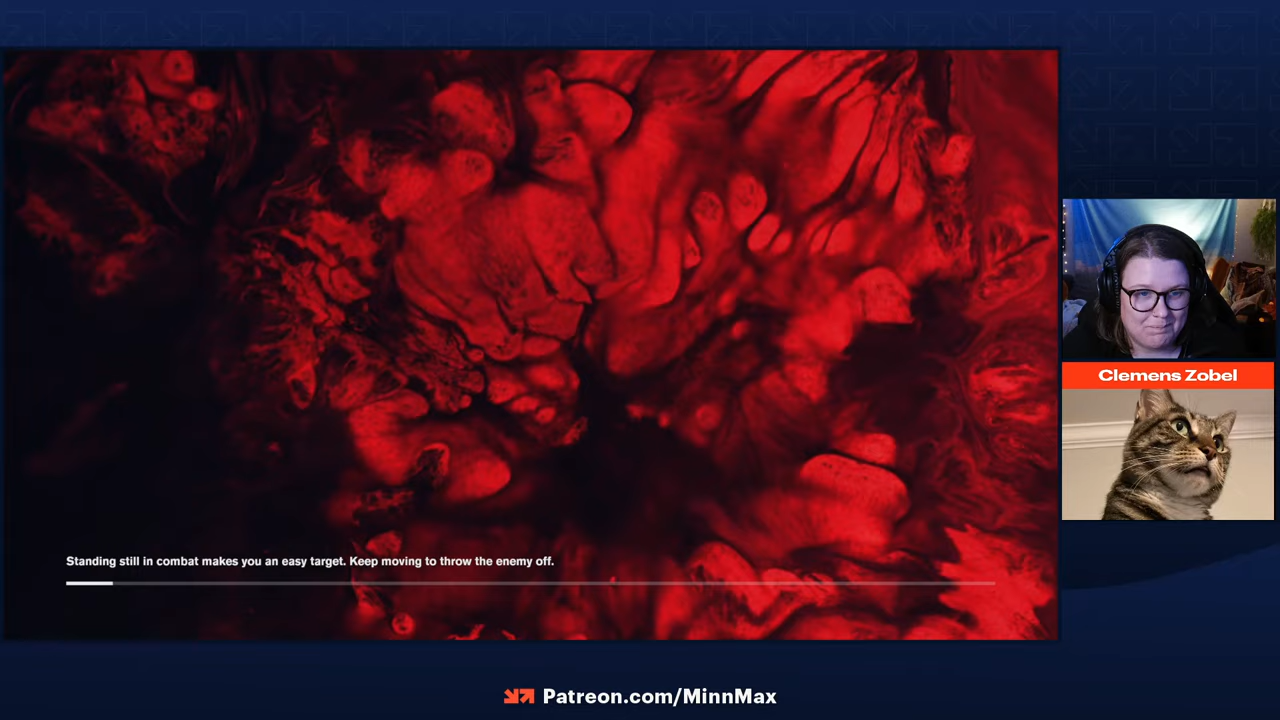 Clemens Zobel
Standing still in combat makes you an easy target. Keep moving to throw the enemy off.
Patreon.com/MinnMax